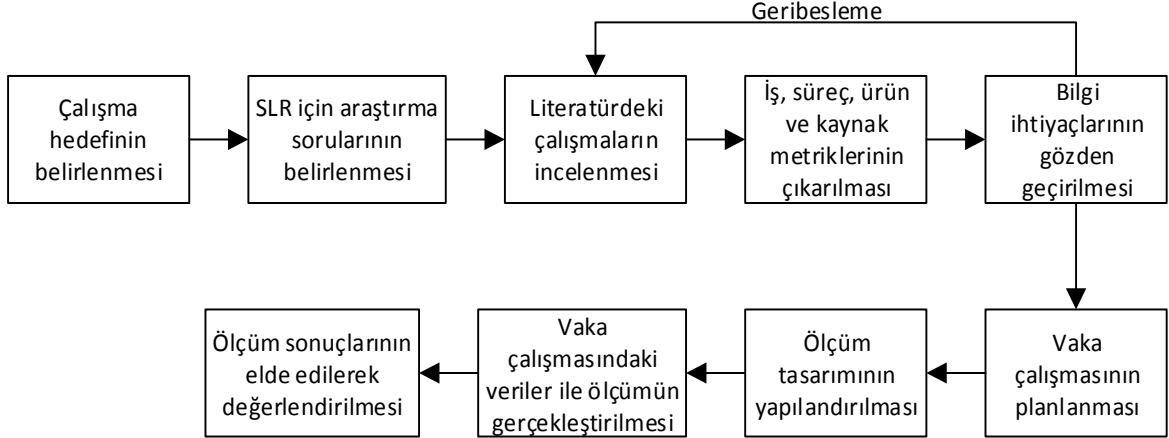 Geribesleme
Çalışma
hedefinin
belirlenmesi
SLR için araştırma
sorularının
belirlenmesi
Literatürdeki
çalışmaların
incelenmesi
İş, süreç, ürün
ve kaynak
metriklerinin
çıkarılması
Bilgi
ihtiyaçlarının
gözden
geçirilmesi
Vaka
çalışmasının
planlanması
Ölçüm
tasarımının
yapılandırılması
Vaka
çalışmasındaki
veriler ile ölçümün
gerçekleştirilmesi
Ölçüm sonuçlarının
elde edilerek
değerlendirilmesi